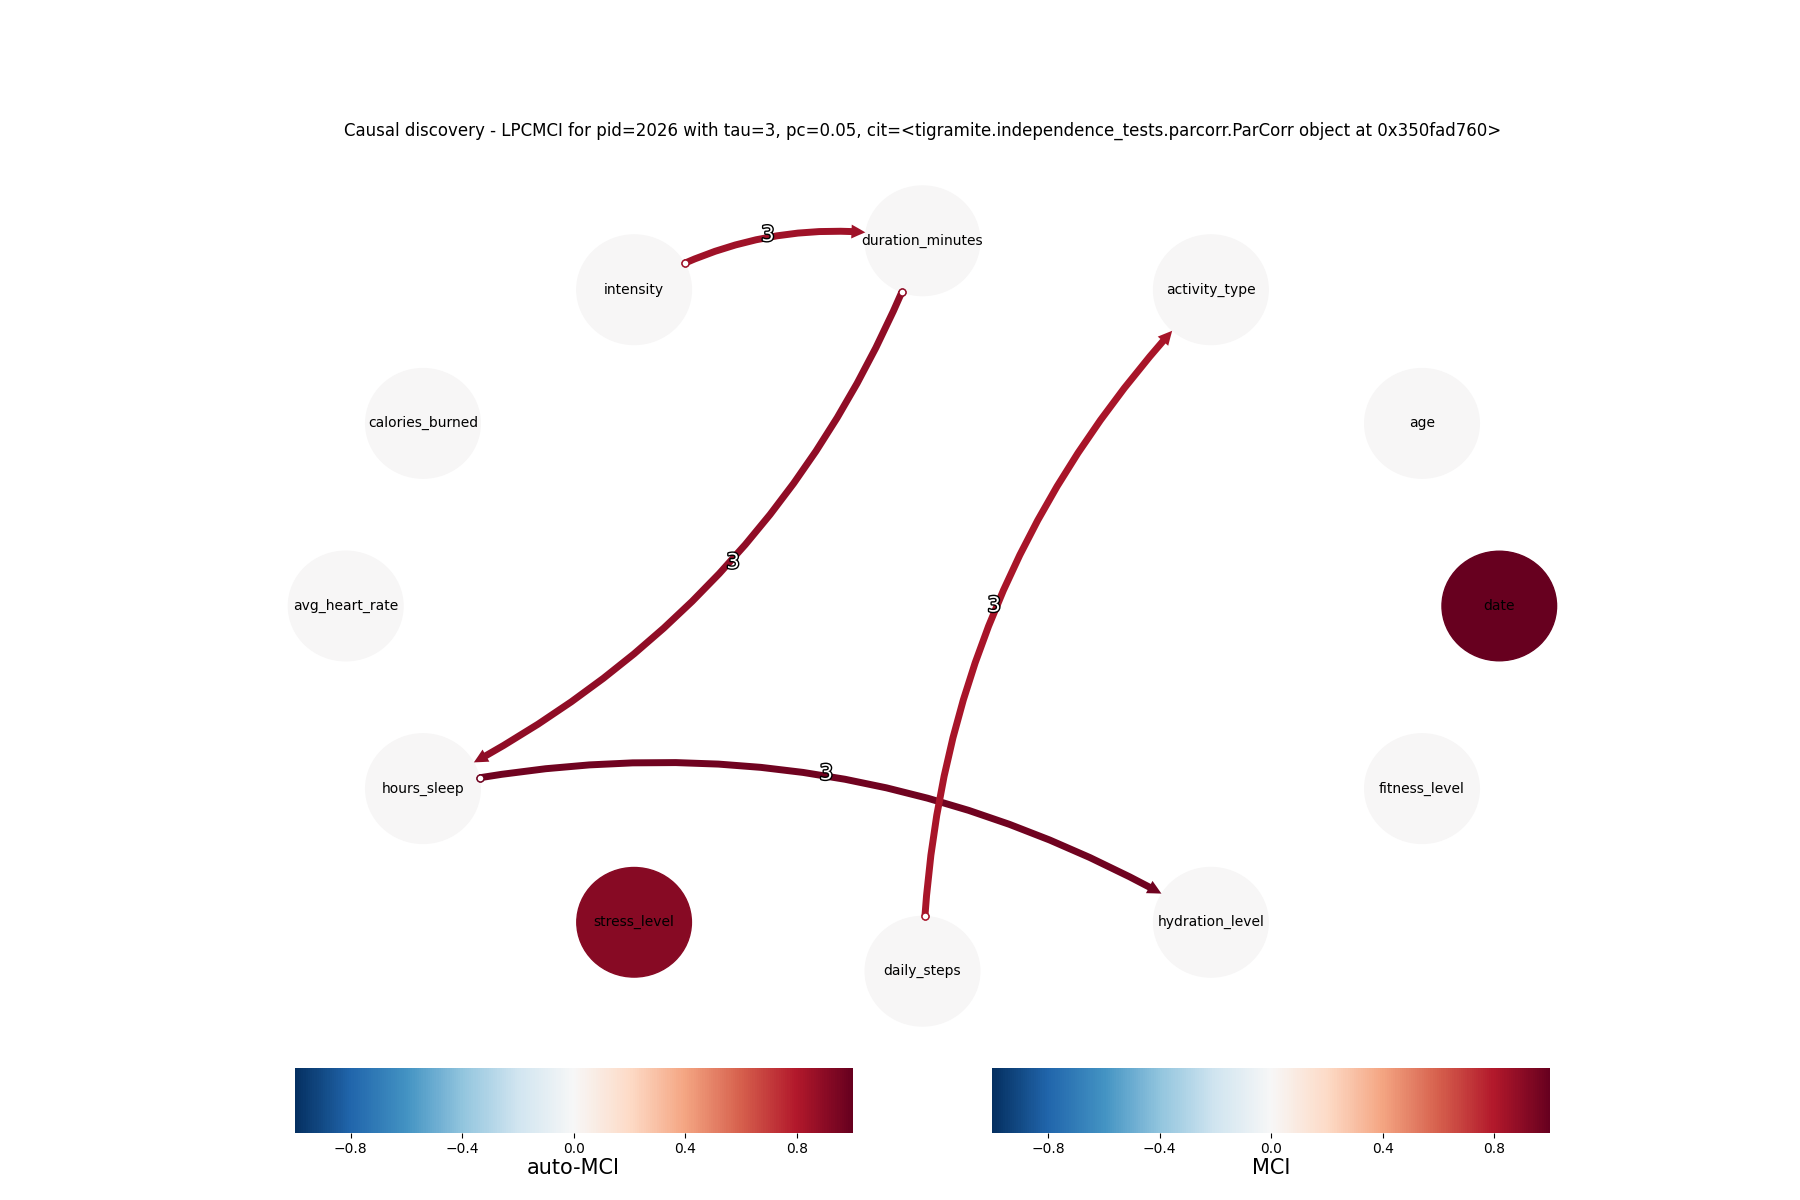 Causal discovery - LPCMCI for pid=2026 with tau=3, pc=0.05, cit=<tigramite.independence_tests.parcorr.ParCorr object at 0x350fad760>
3
duration_minutes
intensity
activity_type
calories_burned
age
3
3
avg_heart_rate
date
3
hours_sleep
fitness_level
stress_level
hydration_level
daily_steps
−0.8 −0.4 0.0 0.4 0.8
auto-MCI
−0.8 −0.4 0.0 0.4 0.8
MCI